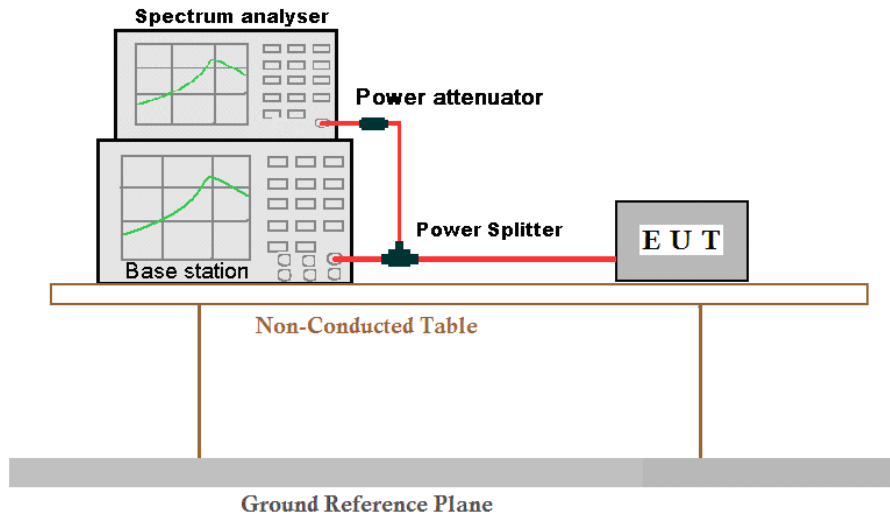 Spectrum analyser
Power attenuator
Power Splitter
E U T
Base station
Non-Conducted Table
Ground Reference Plane